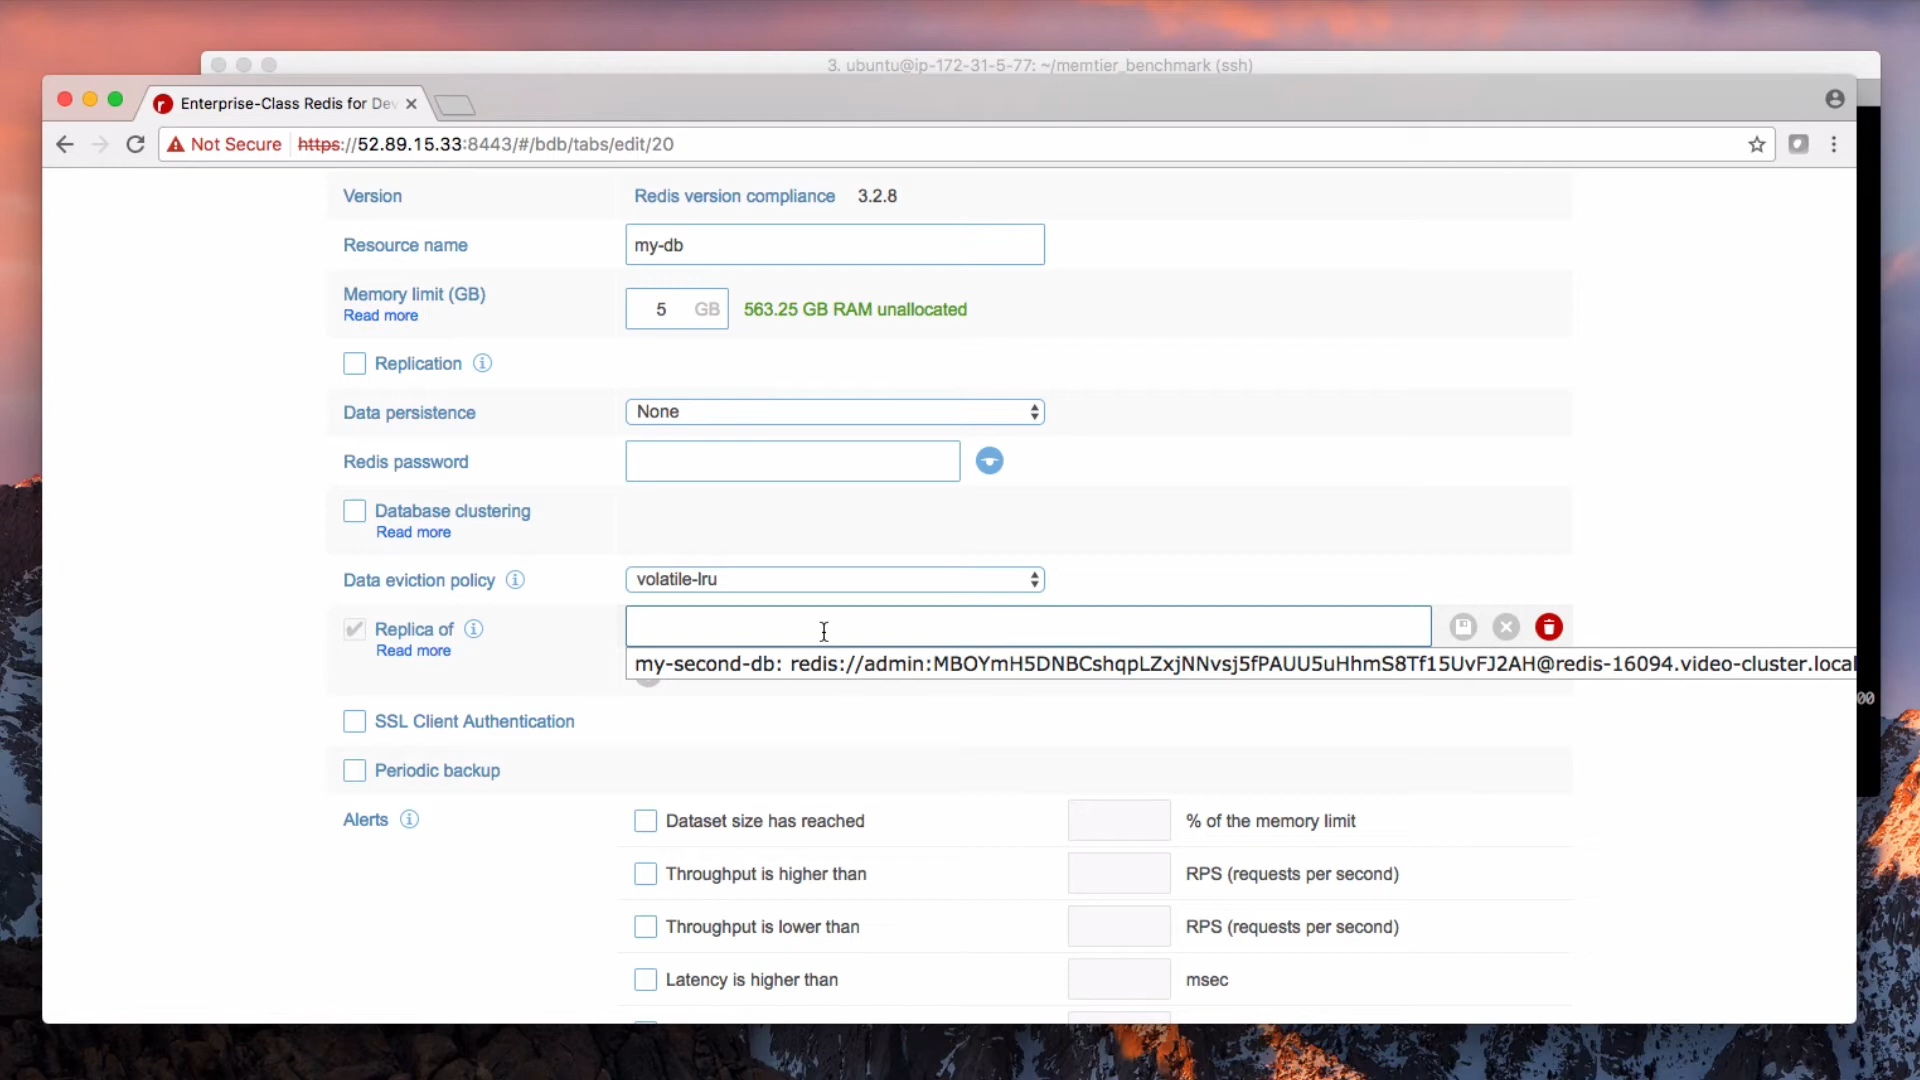 3. ubuntu@ip-172-31-5-77: ~/memtier_benchmark (ssh)
Enterprise-Class Redis for Dev
Not Secure https://52.89.15.33:8443/#/bdb/tabs/edit/20
Version Redis version compliance 3.2.8
Resource name my-db
Memory limit (GB)
Read more
5 GB 563.25 GB RAM unallocated
Replication
Data persistence None
Redis password
Database clustering
Read more
Data eviction policy volatile-lru
Replica of
Read more
my-second-db: redis://admin:MBOYmH5DNBCshqpLZxjNNvsj5fPAUU5uHhmS8Tf15UvFJ2AH@redis-16094.video-cluster.local
00
SSL Client Authentication
Periodic backup
Alerts
Dataset size has reached % of the memory limit
Throughput is higher than RPS (requests per second)
Throughput is lower than RPS (requests per second)
Latency is higher than msec